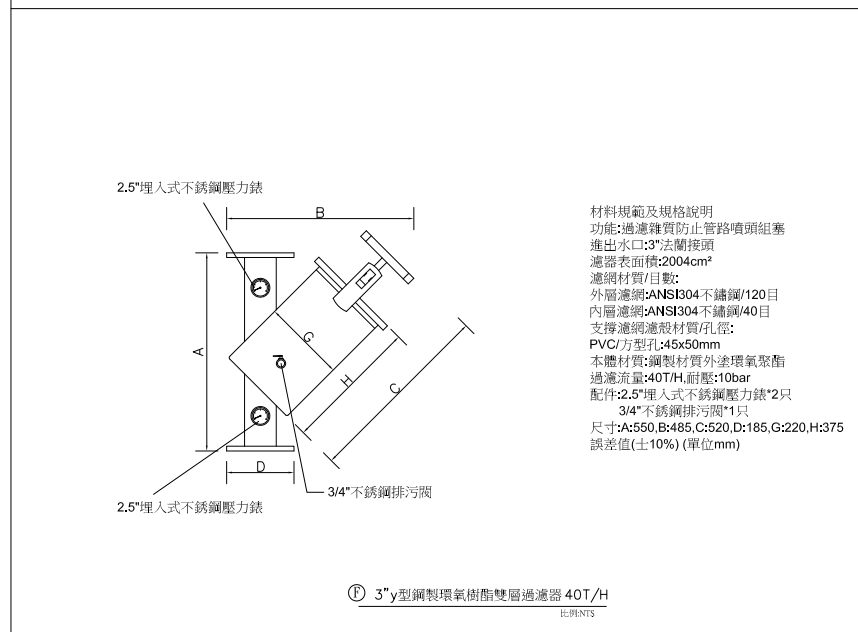 2.5"埋入式不銹鋼壓力錶
B
A
G
H
C
D
2.5"埋入式不銹鋼壓力錶
3/4"不銹鋼排污閥
材料規範及規格說明
功能:過濾雜質防止管路噴頭組塞
進出水口:3"法蘭接頭
濾器表面積:2004cm²
濾網材質/目數:
外層濾網:ANSI304不鏽鋼/120目
內層濾網:ANSI304不鏽鋼/40目
支撐濾網濾殼材質/孔徑:
PVC/方型孔:45x50mm
本體材質:鋼製材質外塗環氧聚酯
過濾流量:40T/H,耐壓:10bar
配件:2.5"埋入式不銹鋼壓力錶*2只
3/4"不銹鋼排污閥*1只
尺寸:A:550,B:485,C:520,D:185,G:220,H:375
誤差值(士10%) (單位mm)
Ⓕ 3"y型鋼製環氧樹酯雙層過濾器 40T/H
比例:NTS